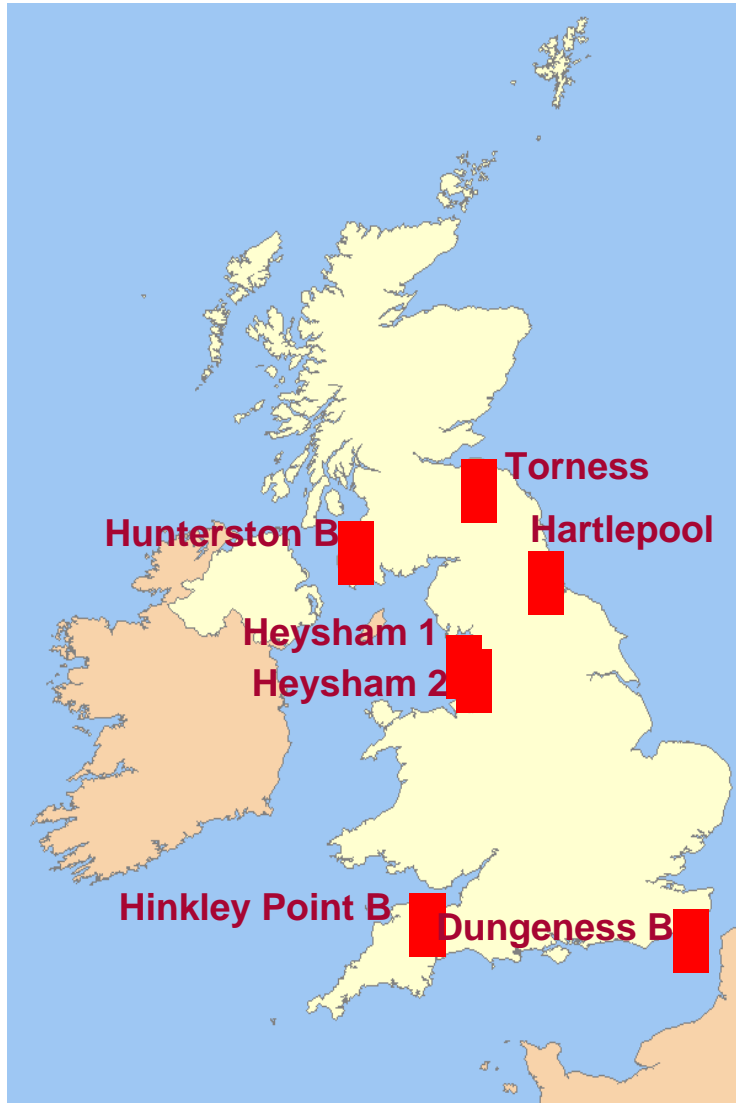 Torness
Hunterston B
Hartlepool
Heysham 1
Heysham 2
Hinkley Point B
Dungeness B